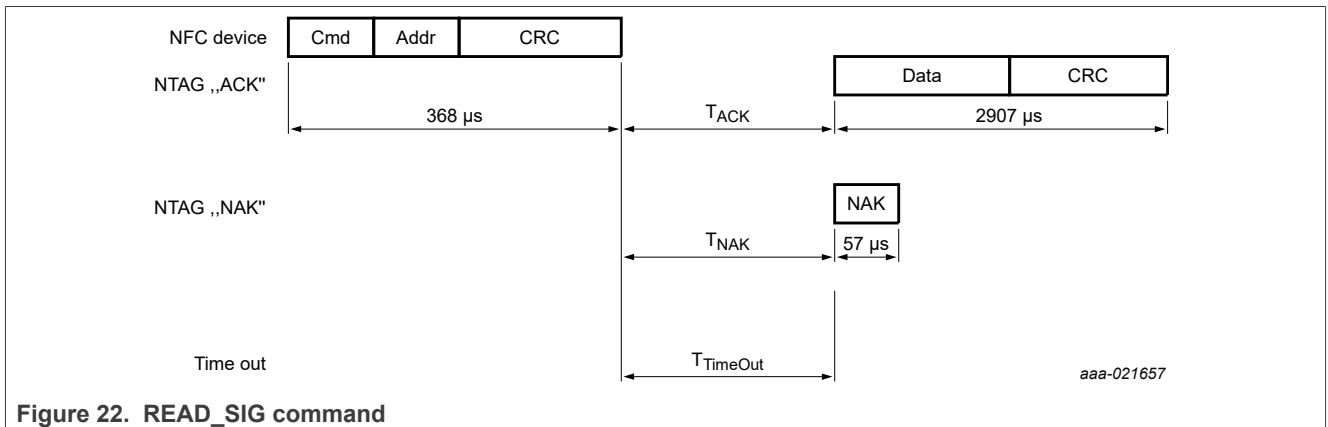 NFC device Cmd Addr CRC
NTAG ,,ACK" Data CRC
368 µs TACK 2907 µs
NTAG ,,NAK" NAK
TNAK 57 µs
Time out TTimeOut aaa-021657
Figure 22. READ_SIG command